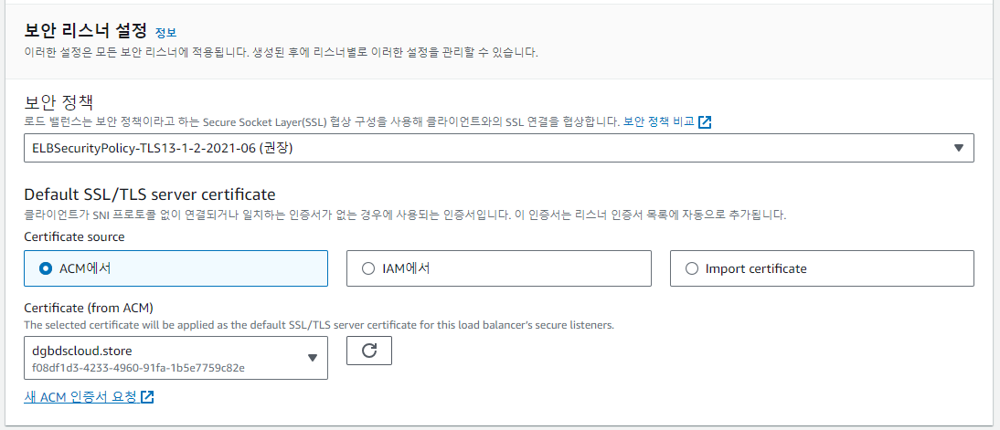 보안 리스너 설정 정보
이러한 설정은 모든 보안 리스너에 적용됩니다. 생성된 후에 리스너별로 이러한 설정을 관리할 수 있습니다.
보안 정책
로드 밸런스는 보안 정책이라고 하는 Secure Socket Layer(SSL) 협상 구성을 사용해 클라이언트와의 SSL 연결을 협상합니다. 보안 정책 비교
ELBSecurityPolicy-TLS13-1-2-2021-06 (권장)
Default SSL/TLS server certificate
클라이언트가 SNI 프로토콜 없이 연결되거나 일치하는 인증서가 없는 경우에 사용되는 인증서입니다. 이 인증서는 리스너 인증서 목록에 자동으로 추가됩니다.
Certificate source
ACM에서 IAM에서 Import certificate
Certificate (from ACM)
The selected certificate will be applied as the default SSL/TLS server certificate for this load balancer's secure listeners.
dgbdscloud.store
f08df1d3-4233-4960-91fa-1b5e7759c82e
새 ACM 인증서 요청